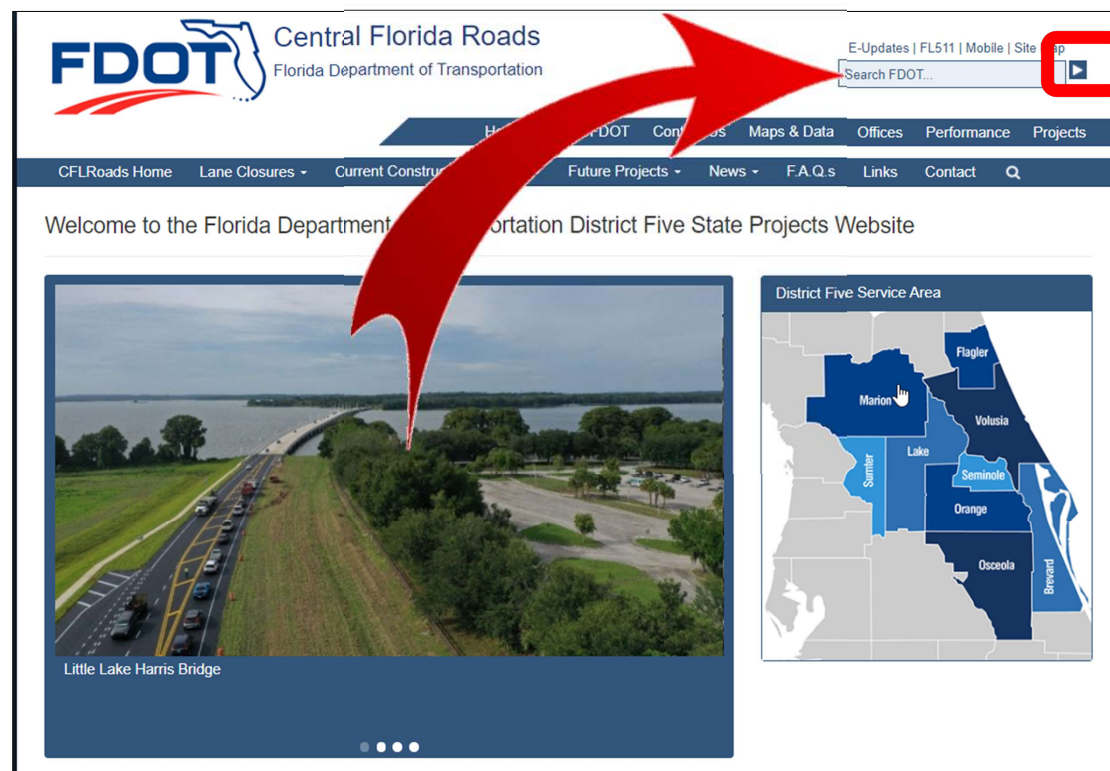 FDOT
Central Florida Roads
Florida Department of Transportation
E-Updates | FL511 | Mobile | Site
Search FDOT...
FDOT Maps & Data Offices Performance Projects
CFLRoads Home Lane Closures Current Future Projects News F.A.Q.s Links Contact
Welcome to the Florida District Five State Projects Website
District Five Service Area
Flagler
Marion
Volusia
Lake
Sumter
Seminole
Orange
Osceola
Brevard
Little Lake Harris Bridge